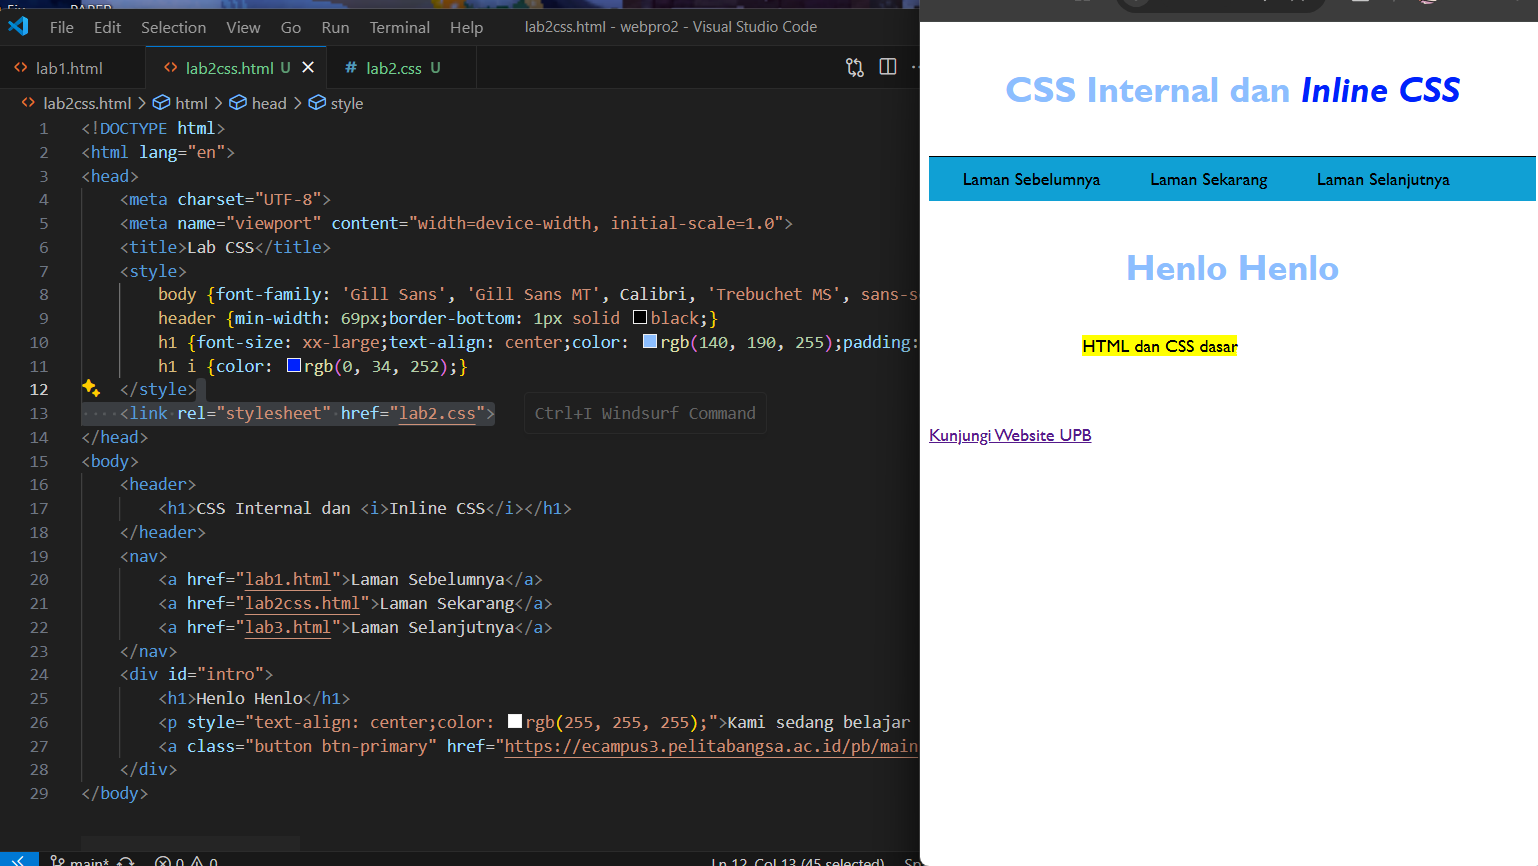 File Edit Selection View Go Run Terminal Help lab2css.html - webpro2 - Visual Studio Code
lab1.html lab2css.html U lab2.css U
lab2css.html > html > head > style
1 <!DOCTYPE html>
2 <html lang="en">
3 <head>
4 <meta charset="UTF-8">
5 <meta name="viewport" content="width=device-width, initial-scale=1.0">
6 <title>Lab CSS</title>
7 <style>
8 body {font-family: 'Gill Sans', 'Gill Sans MT', Calibri, 'Trebuchet MS', sans-s
9 header {min-width: 69px;border-bottom: 1px solid black;}
10 h1 {font-size: xx-large;text-align: center;color: rgb(140, 190, 255);padding:
11 h1 i {color: rgb(0, 34, 252);}
12 </style>
13 <link rel="stylesheet" href="lab2.css"> Ctrl+I Windsurf Command
14 </head>
15 <body>
16 <header>
17 <h1>CSS Internal dan <i>Inline CSS</i></h1>
18 </header>
19 <nav>
20 <a href="lab1.html">Laman Sebelumnya</a>
21 <a href="lab2css.html">Laman Sekarang</a>
22 <a href="lab3.html">Laman Selanjutnya</a>
23 </nav>
24 <div id="intro">
25 <h1>Henlo Henlo</h1>
26 <p style="text-align: center;color: rgb(255, 255, 255);">Kami sedang belajar
27 <a class="button btn-primary" href="https://ecampus3.pelitabangsa.ac.id/pb/main
28 </div>
29 </body>
main* 0 0 Ln 12, Col 13 (45 selected)
CSS Internal dan Inline CSS
Laman Sebelumnya Laman Sekarang Laman Selanjutnya
Henlo Henlo
HTML dan CSS dasar
Kunjungi Website UPB